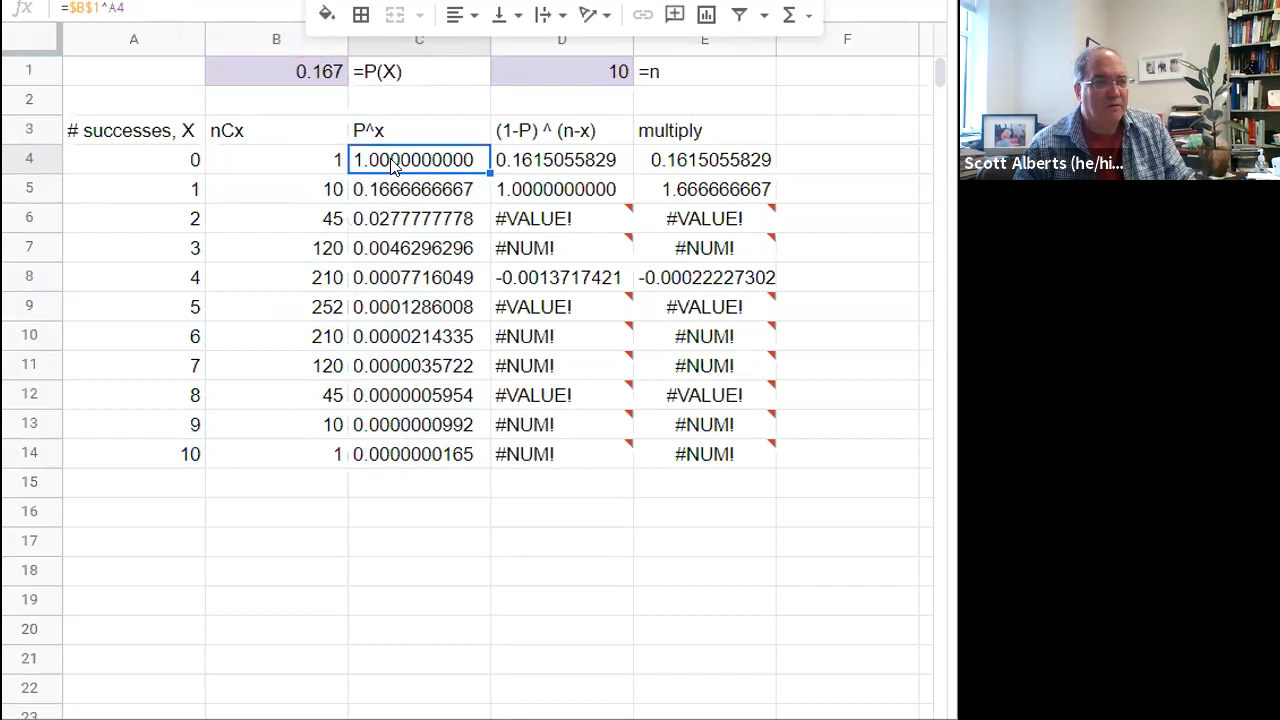 fx =$B$1^A4
A B C D E F
1 0.167 =P(X) 10 =n
2
3 # successes, X nCx P^x (1-P) ^ (n-x) multiply
4 0 1 1.0000000000 0.1615055829 0.1615055829
5 1 10 0.1666666667 1.0000000000 1.666666667
6 2 45 0.0277777778 #VALUE! #VALUE!
7 3 120 0.0046296296 #NUM! #NUM!
8 4 210 0.0007716049 -0.0013717421 -0.00022227302
9 5 252 0.0001286008 #VALUE! #VALUE!
10 6 210 0.0000214335 #NUM! #NUM!
11 7 120 0.0000035722 #NUM! #NUM!
12 8 45 0.0000005954 #VALUE! #VALUE!
13 9 10 0.0000000992 #NUM! #NUM!
14 10 1 0.0000000165 #NUM! #NUM!
15
16
17
18
19
20
21
22
23
Scott Alberts (he/hi...